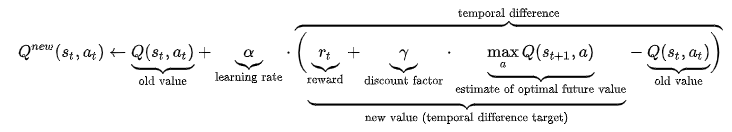 temporal difference
Q^{new}(s_t, a_t) ← Q(s_t, a_t) + α · ( r_t + γ · max_a Q(s_{t+1}, a) − Q(s_t, a_t) )
old value learning rate reward discount factor estimate of optimal future value old value
new value (temporal difference target)